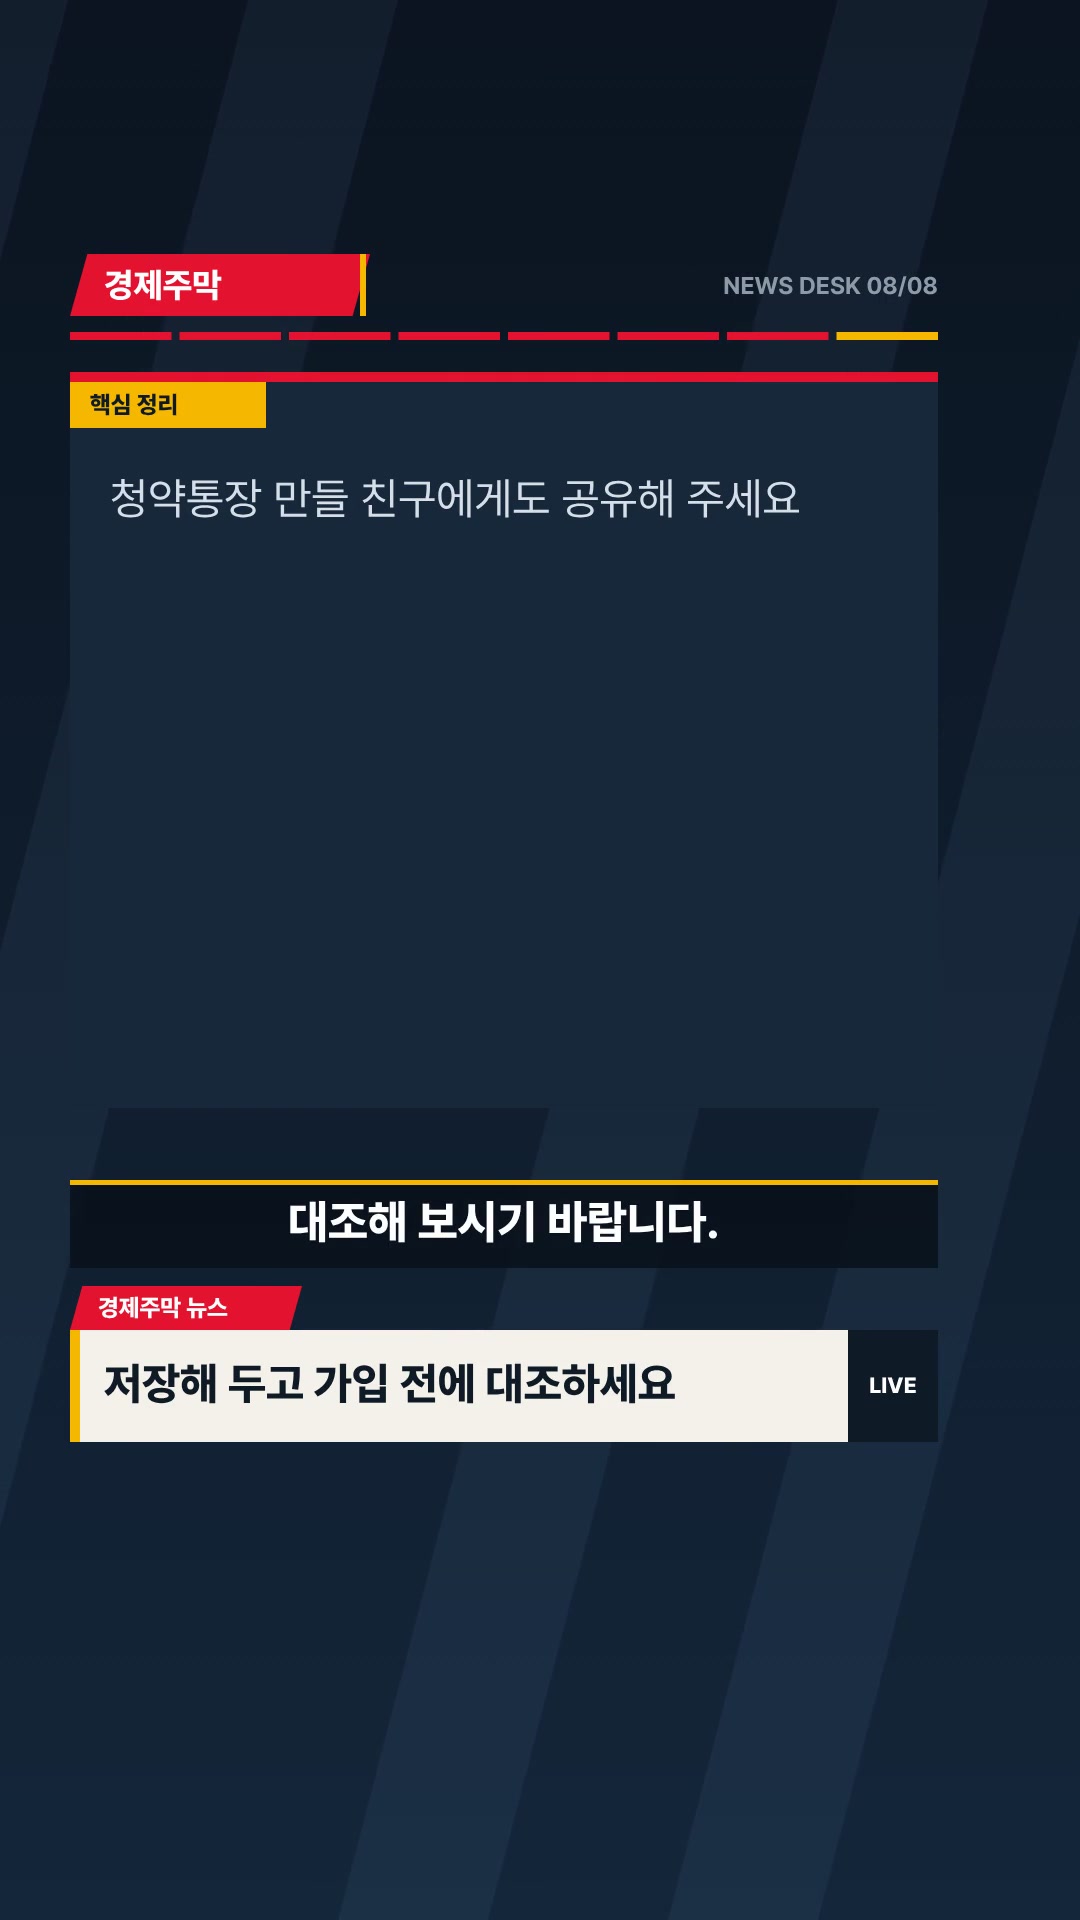 경제주막
NEWS DESK 08/08
핵심 정리
청약통장 만들 친구에게도 공유해 주세요
대조해 보시기 바랍니다.
경제주막 뉴스
저장해 두고 가입 전에 대조하세요
LIVE